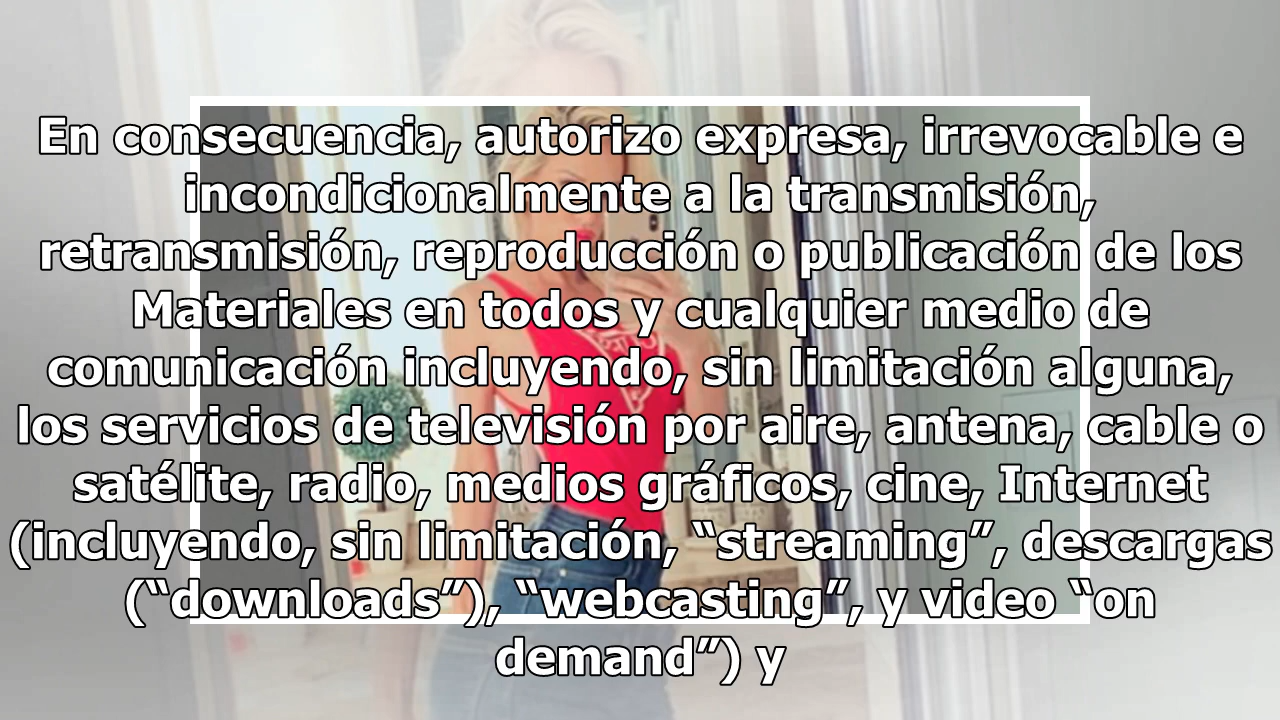 En consecuencia, autorizo expresa, irrevocable e
incondicionalmente a la transmisión,
retransmisión, reproducción o publicación de los
Materiales en todos y cualquier medio de
comunicación incluyendo, sin limitación alguna,
los servicios de televisión por aire, antena, cable o
satélite, radio, medios gráficos, cine, Internet
(incluyendo, sin limitación, “streaming”, descargas
(“downloads”), “webcasting”, y video “on
demand”) y